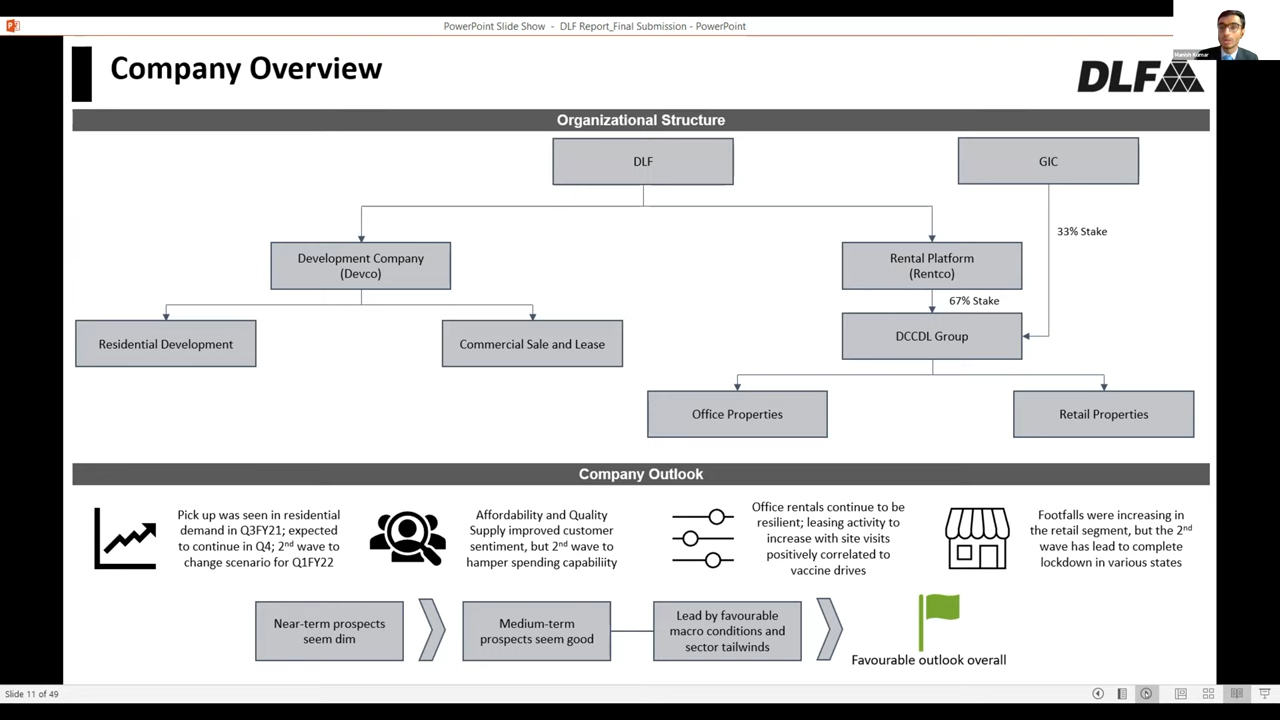 PowerPoint Slide Show - DLF Report_Final Submission - PowerPoint
Manish Kumar
Company Overview
DLF
Organizational Structure
DLF
GIC
33% Stake
Development Company
(Devco)
Rental Platform
(Rentco)
67% Stake
Residential Development
Commercial Sale and Lease
DCCDL Group
Office Properties
Retail Properties
Company Outlook
Pick up was seen in residential
demand in Q3FY21; expected
to continue in Q4; 2nd wave to
change scenario for Q1FY22
Affordability and Quality
Supply improved customer
sentiment, but 2nd wave to
hamper spending capability
Office rentals continue to be
resilient; leasing activity to
increase with site visits
positively correlated to
vaccine drives
Footfalls were increasing in
the retail segment, but the 2nd
wave has lead to complete
lockdown in various states
Near-term prospects
seem dim
Medium-term
prospects seem good
Lead by favourable
macro conditions and
sector tailwinds
Favourable outlook overall
Slide 11 of 49